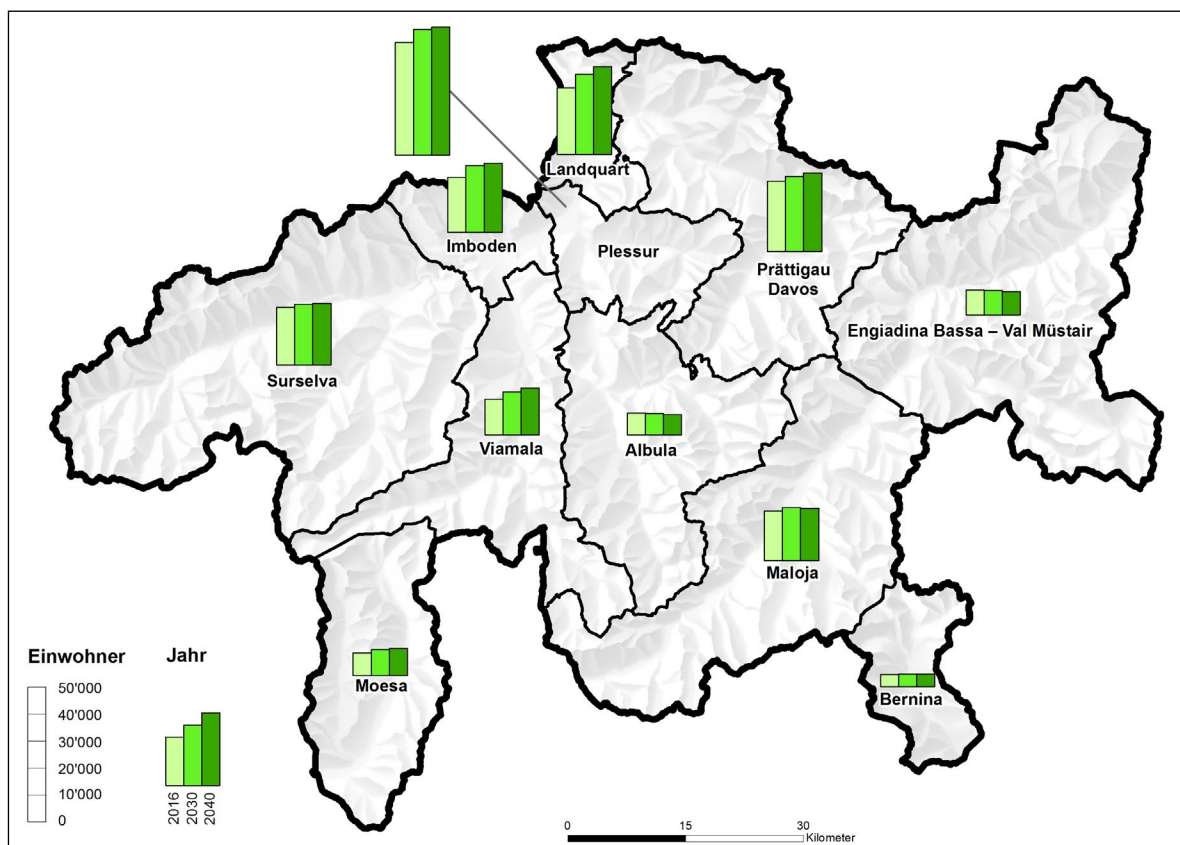 Landquart
Imboden
Plessur
Prättigau
Davos
Engiadina Bassa – Val Müstair
Surselva
Viamala
Albula
Maloja
Moesa
Bernina
Einwohner
50'000
40'000
30'000
20'000
10'000
0
Jahr
2016
2030
2040
0 15 30
Kilometer